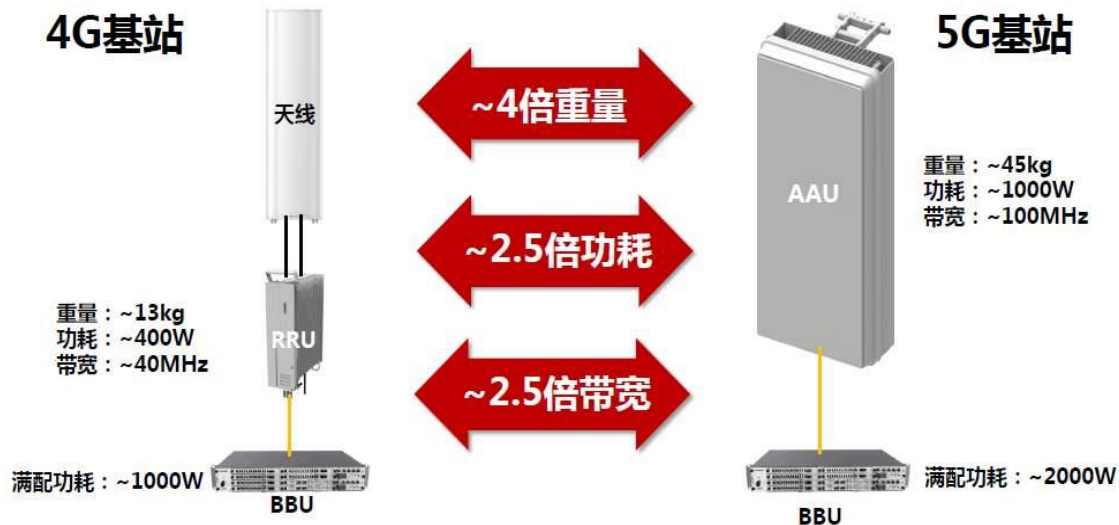 4G基站
5G基站
天线
~4倍重量
AAU
重量：~45kg
功耗：~1000W
带宽：~100MHz
~2.5倍功耗
重量：~13kg
功耗：~400W
带宽：~40MHz
RRU
~2.5倍带宽
满配功耗：~1000W
BBU
满配功耗：~2000W
BBU